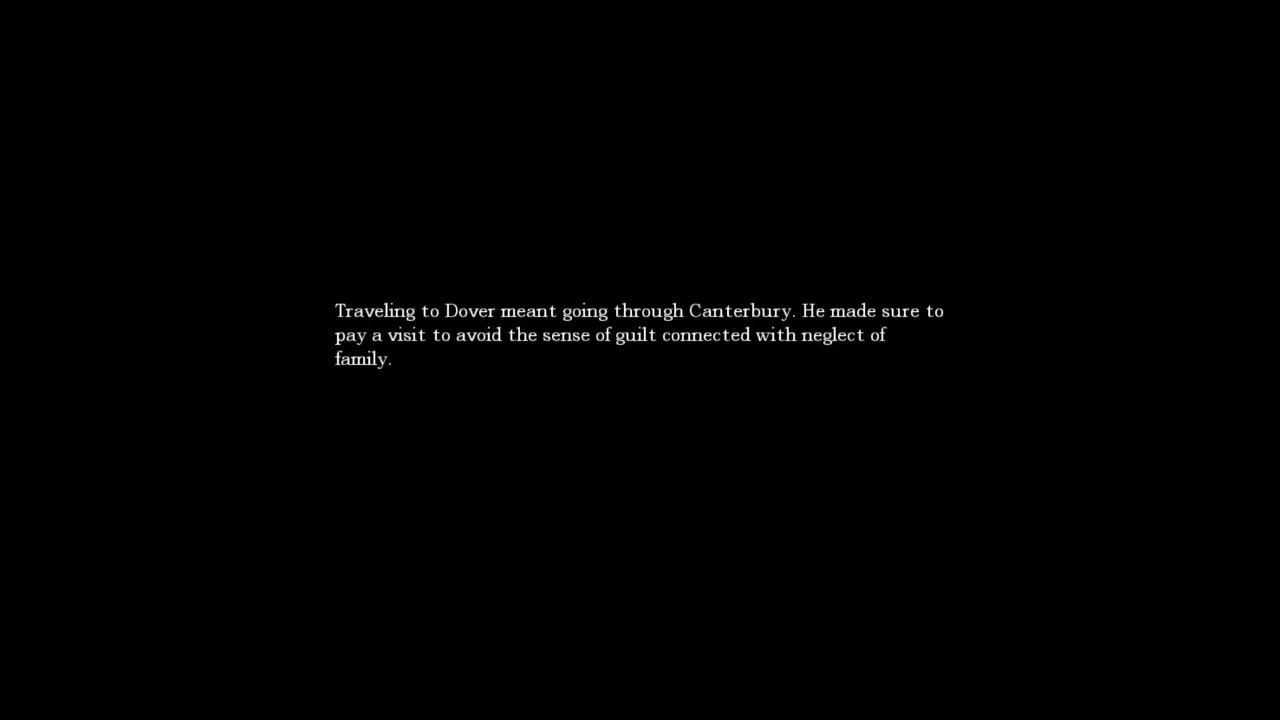 Traveling to Dover meant going through Canterbury. He made sure to
pay a visit to avoid the sense of guilt connected with neglect of
family.